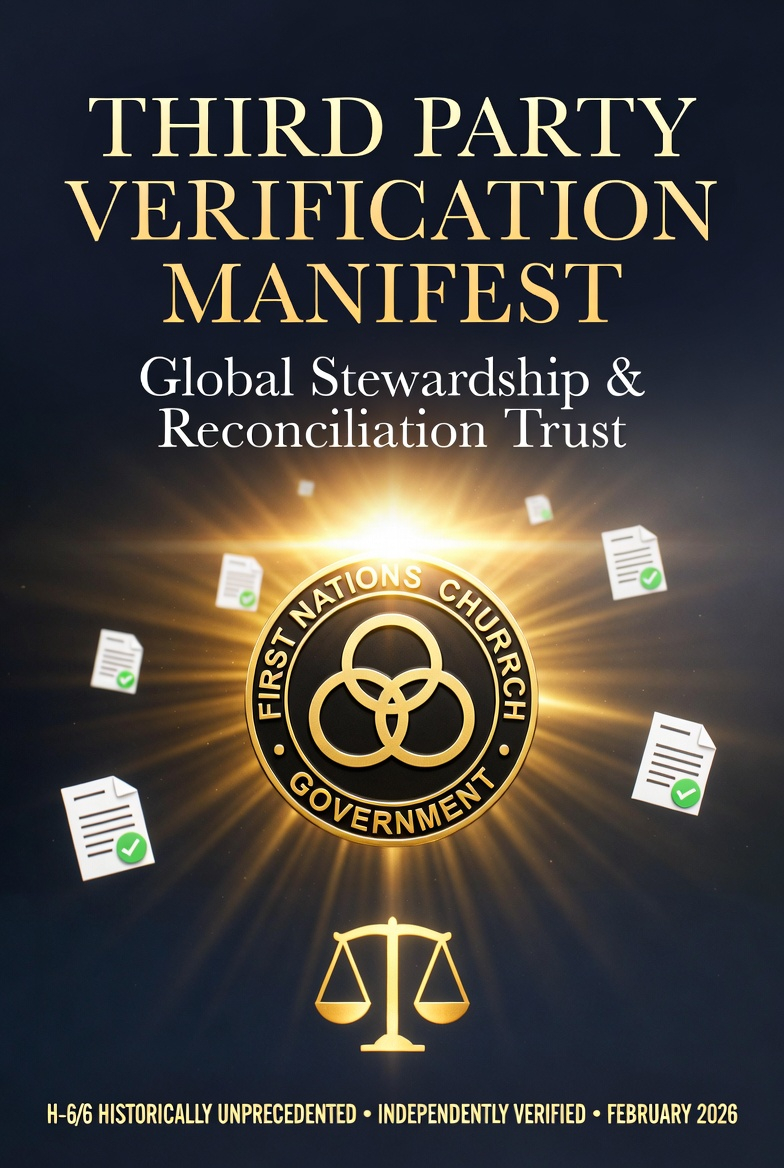 THIRD PARTY
VERIFICATION
MANIFEST
Global Stewardship &
Reconciliation Trust
FIRST NATIONS CHURRCH
GOVERNMENT
H-6/6 HISTORICALLY UNPRECEDENTED • INDEPENDENTLY VERIFIED • FEBRUARY 2026